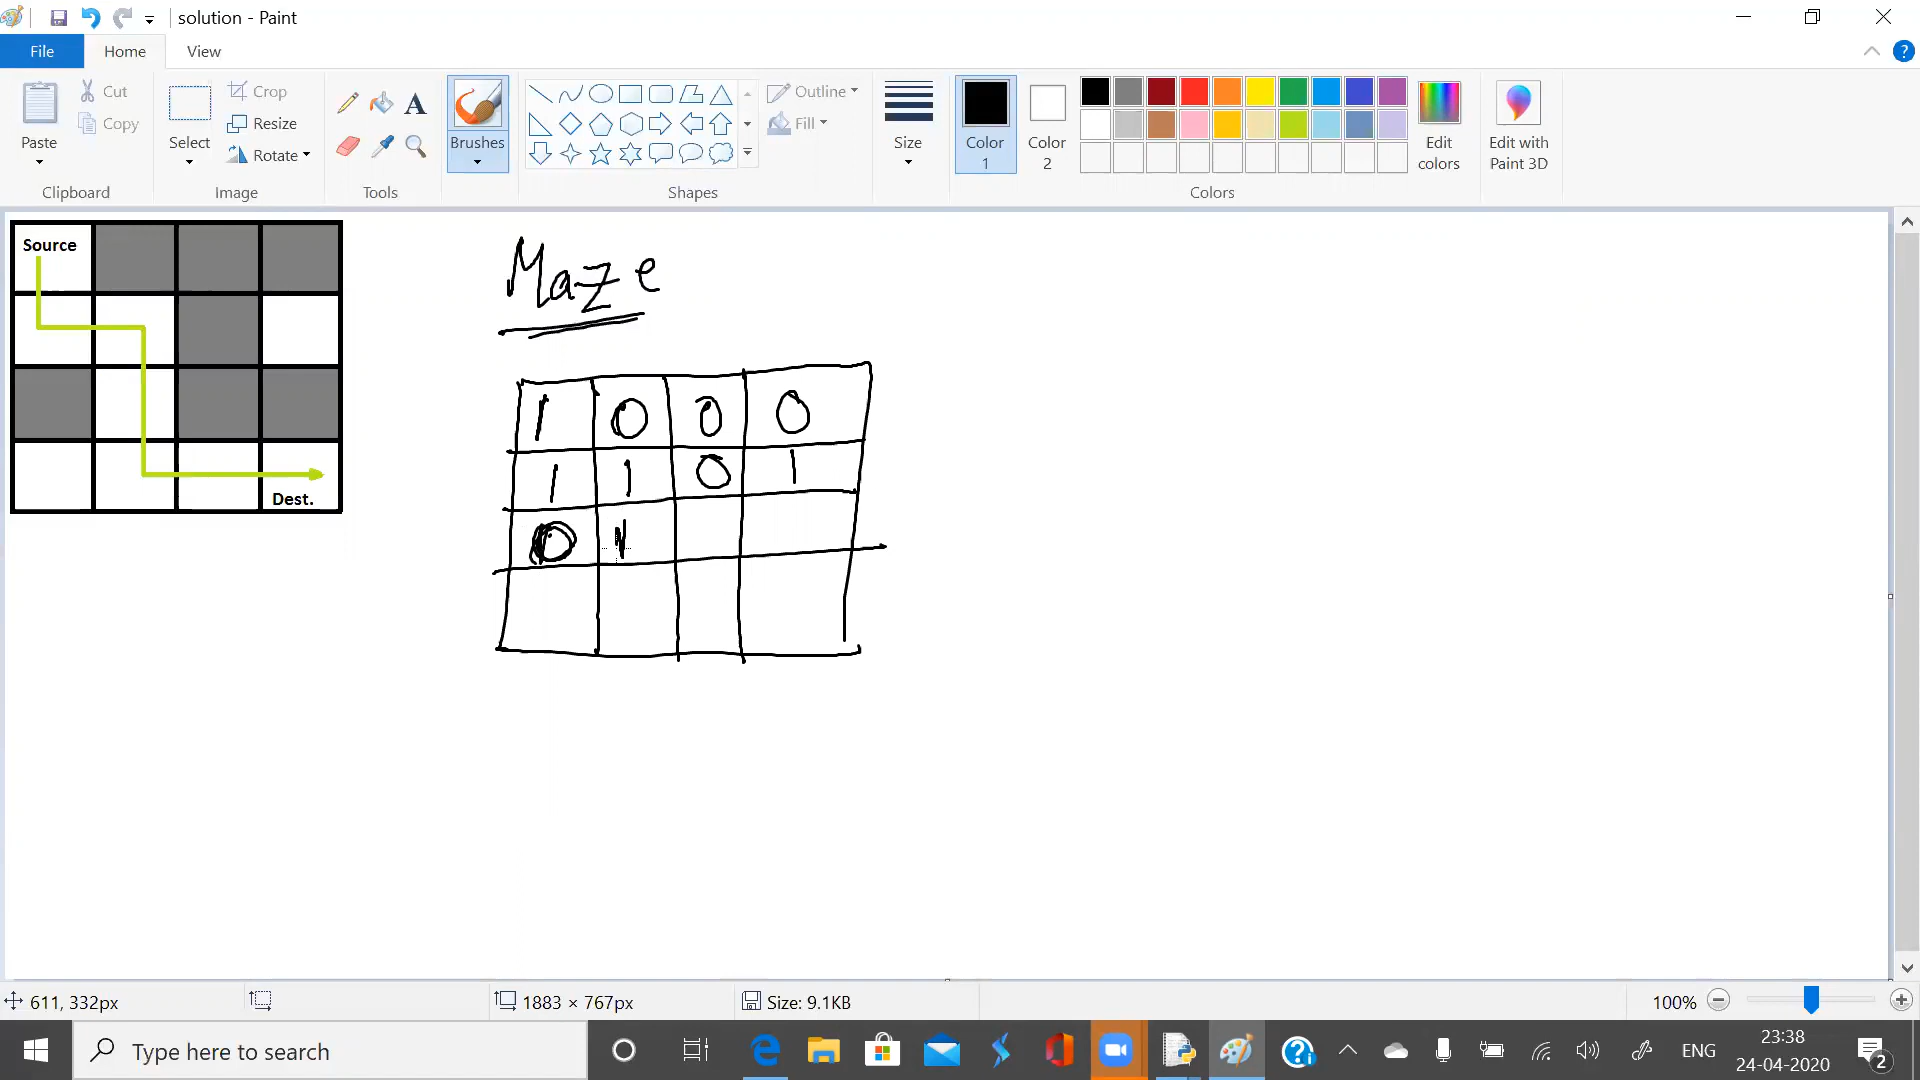 solution - Paint
File Home View
Paste
Cut
Copy
Clipboard
Select
Crop
Resize
Rotate
Image
Tools
Brushes
Shapes
Outline
Fill
Size
Color 1
Color 2
Colors
Edit colors
Edit with Paint 3D
Source
Dest.
Maze
1 0 0 0
1 1 0 1
0 1
611, 332px
1883 × 767px
Size: 9.1KB
100%
Type here to search
ENG
23:38
24-04-2020
2